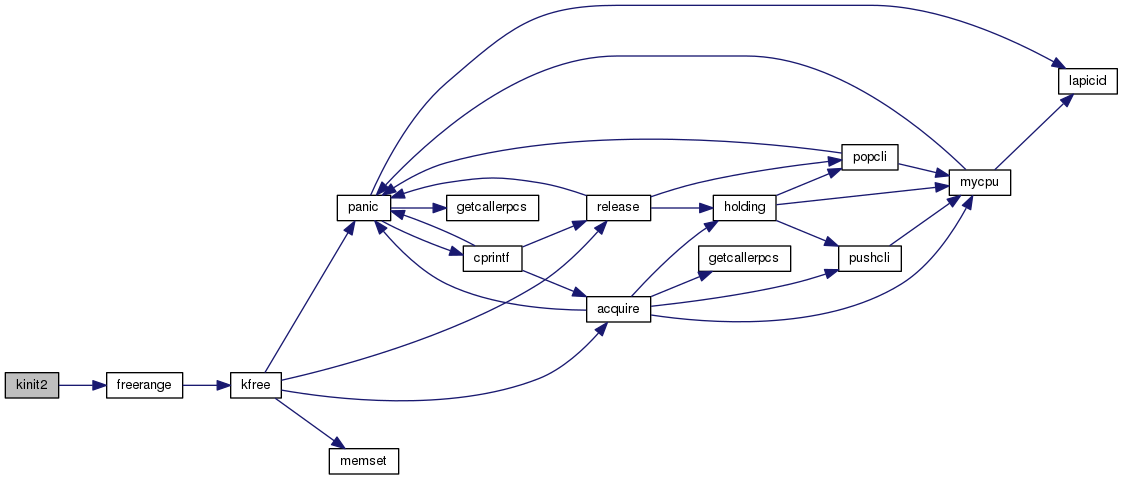 lapicid
popcli
mycpu
panic
getcallerpcs
release
holding
cprintf
getcallerpcs
pushcli
acquire
kinit2
freerange
kfree
memset